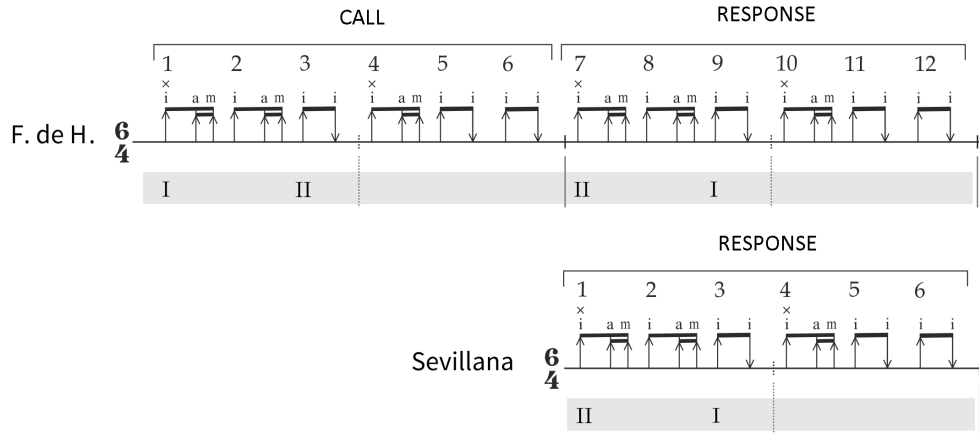 CALL RESPONSE
1 2 3 4 5 6 7 8 9 10 11 12
× × × ×
i a m i a m i i i a m i i i i i a m i a m i i i a m i i i i
F. de H. 6 4
I II II I
RESPONSE
1 2 3 4 5 6
× ×
i a m i a m i i i a m i i i i
Sevillana 6 4
II I